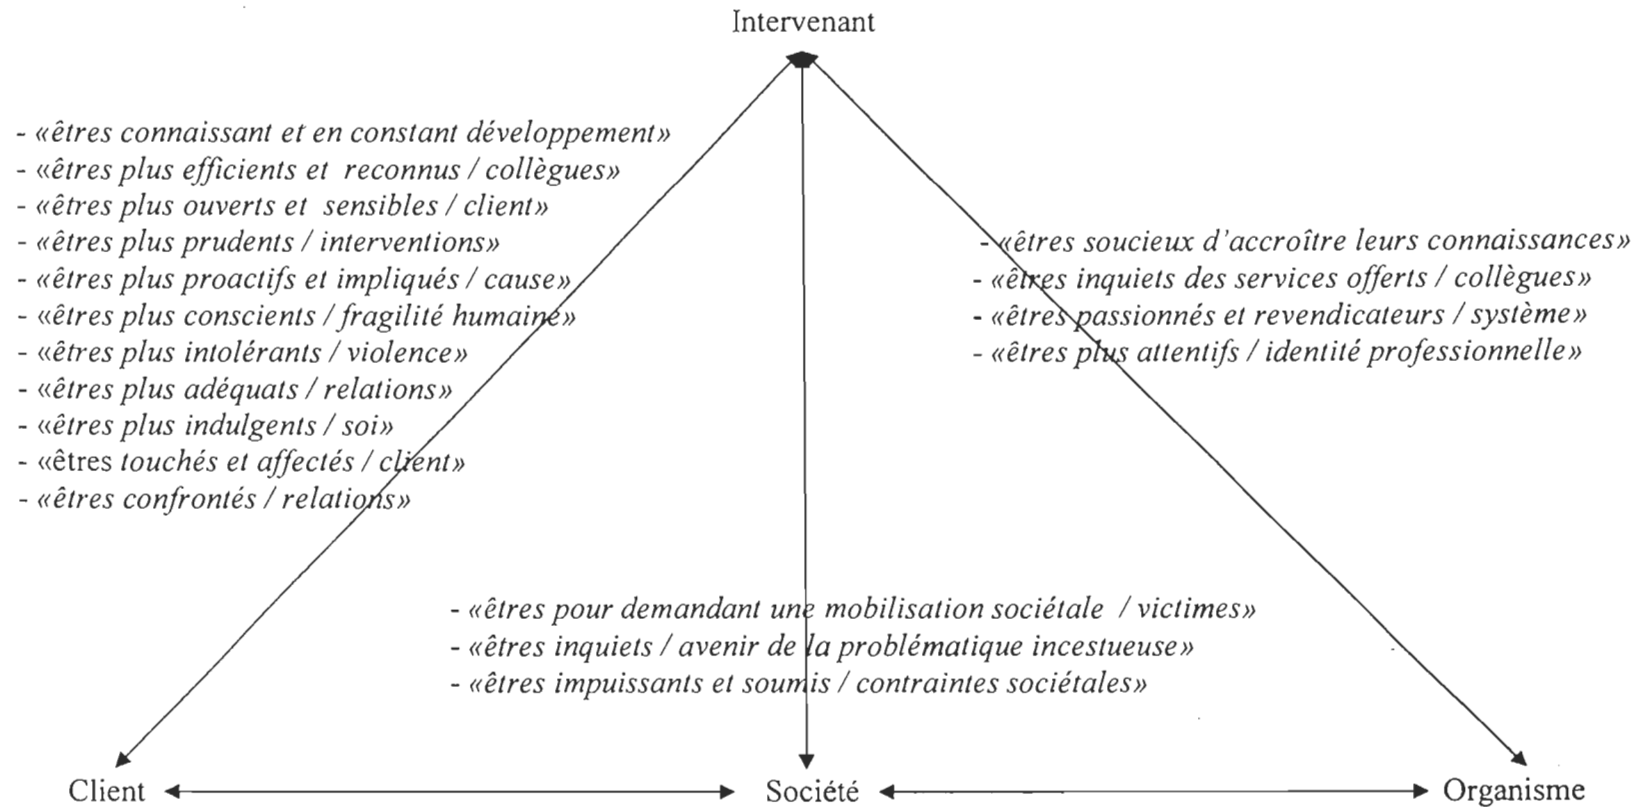 Intervenant
- «êtres connaissant et en constant développement»
- «êtres plus efficients et reconnus / collègues»
- «êtres plus ouverts et sensibles / client»
- «êtres plus prudents / interventions»
- «êtres plus proactifs et impliqués / cause»
- «êtres plus conscients / fragilité humaine»
- «êtres plus intolérants / violence»
- «êtres plus adéquats / relations»
- «êtres plus indulgents / soi»
- «êtres touchés et affectés / client»
- «êtres confrontés / relations»
- «êtres soucieux d'accroître leurs connaissances»
- «êtres inquiets des services offerts / collègues»
- «êtres passionnés et revendicateurs / système»
- «êtres plus attentifs / identité professionnelle»
- «êtres pour demandant une mobilisation sociétale / victimes»
- «êtres inquiets / avenir de la problématique incestueuse»
- «êtres impuissants et soumis / contraintes sociétales»
Client Société Organisme